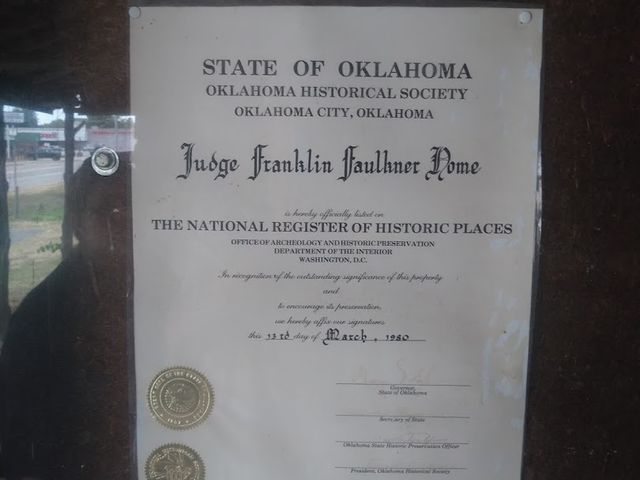 STATE OF OKLAHOMA
OKLAHOMA HISTORICAL SOCIETY
OKLAHOMA CITY, OKLAHOMA
Judge Franklin Faulkner Home
is hereby officially listed on
THE NATIONAL REGISTER OF HISTORIC PLACES
OFFICE OF ARCHEOLOGY AND HISTORIC PRESERVATION
DEPARTMENT OF THE INTERIOR
WASHINGTON, D.C.
In recognition of the outstanding significance of this property
and
to encourage its preservation,
we hereby affix our signatures
this 13rd day of March, 1980
Governor,
State of Oklahoma
Secretary of State
Oklahoma State Historic Preservation Officer
President, Oklahoma Historical Society